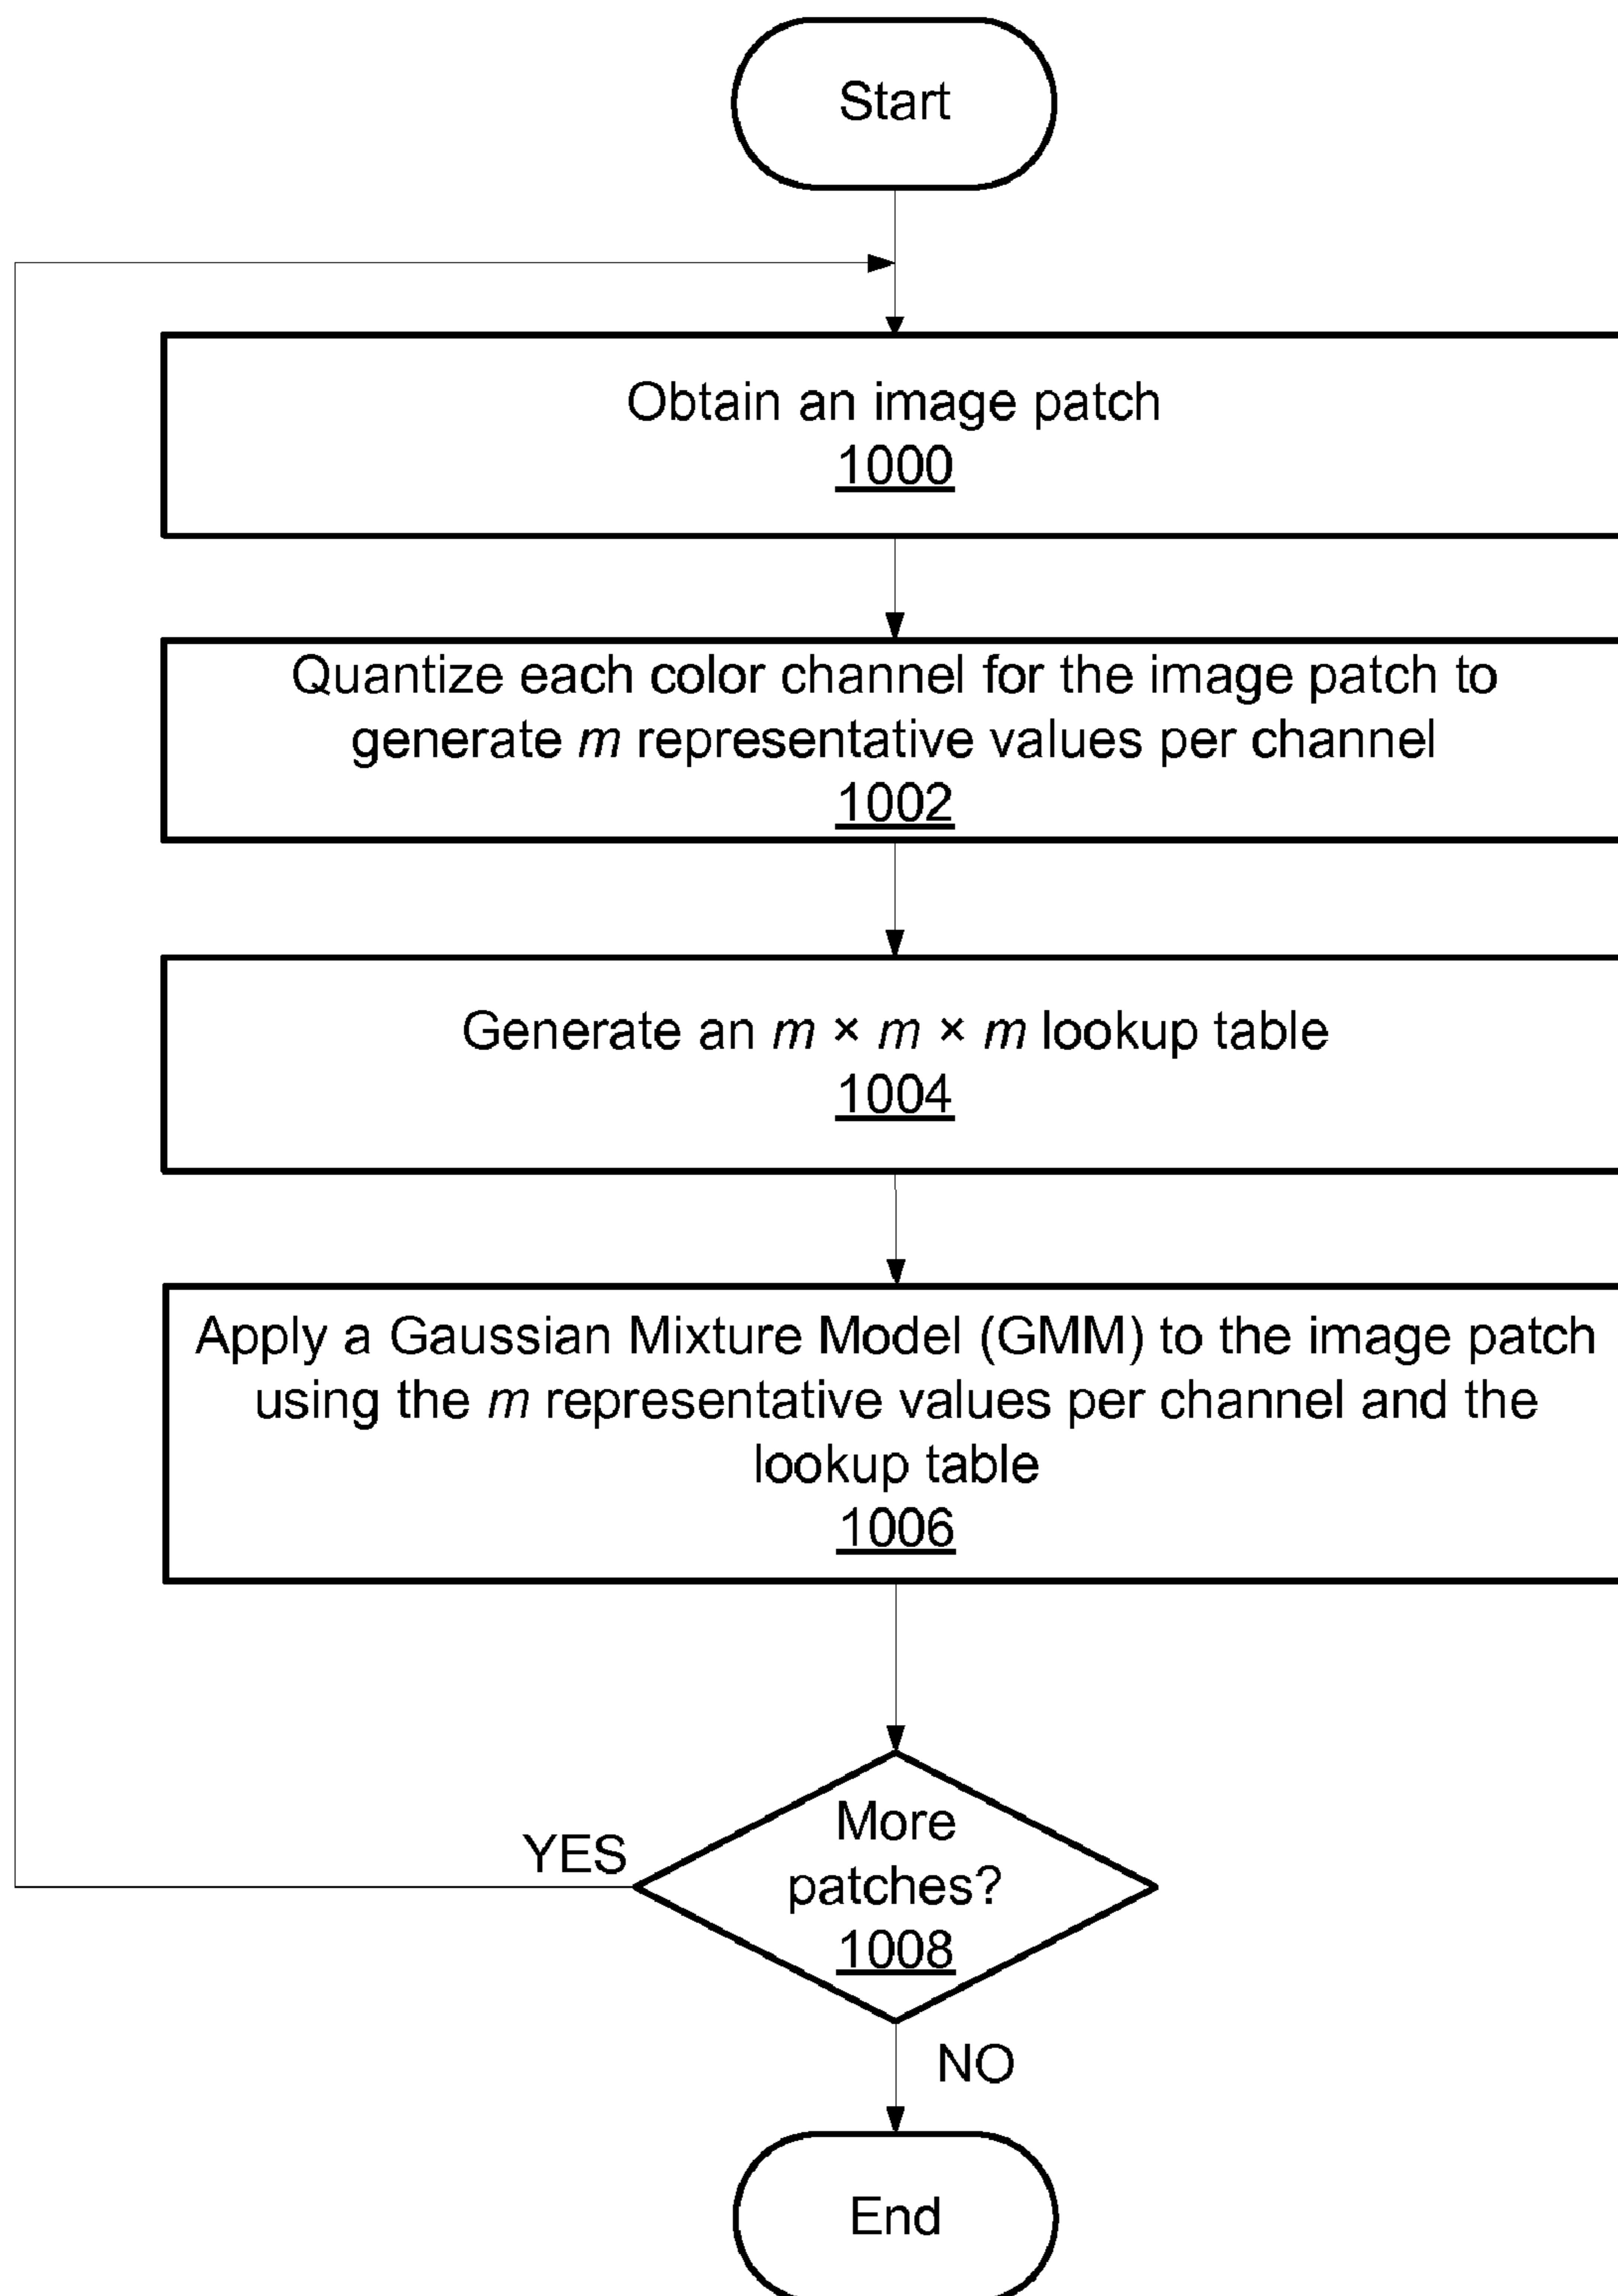 Start
Obtain an image patch
1000
Quantize each color channel for the image patch to
generate m representative values per channel
1002
Generate an m × m × m lookup table
1004
Apply a Gaussian Mixture Model (GMM) to the image patch
using the m representative values per channel and the
lookup table
1006
More
patches?
1008
YES
NO
End